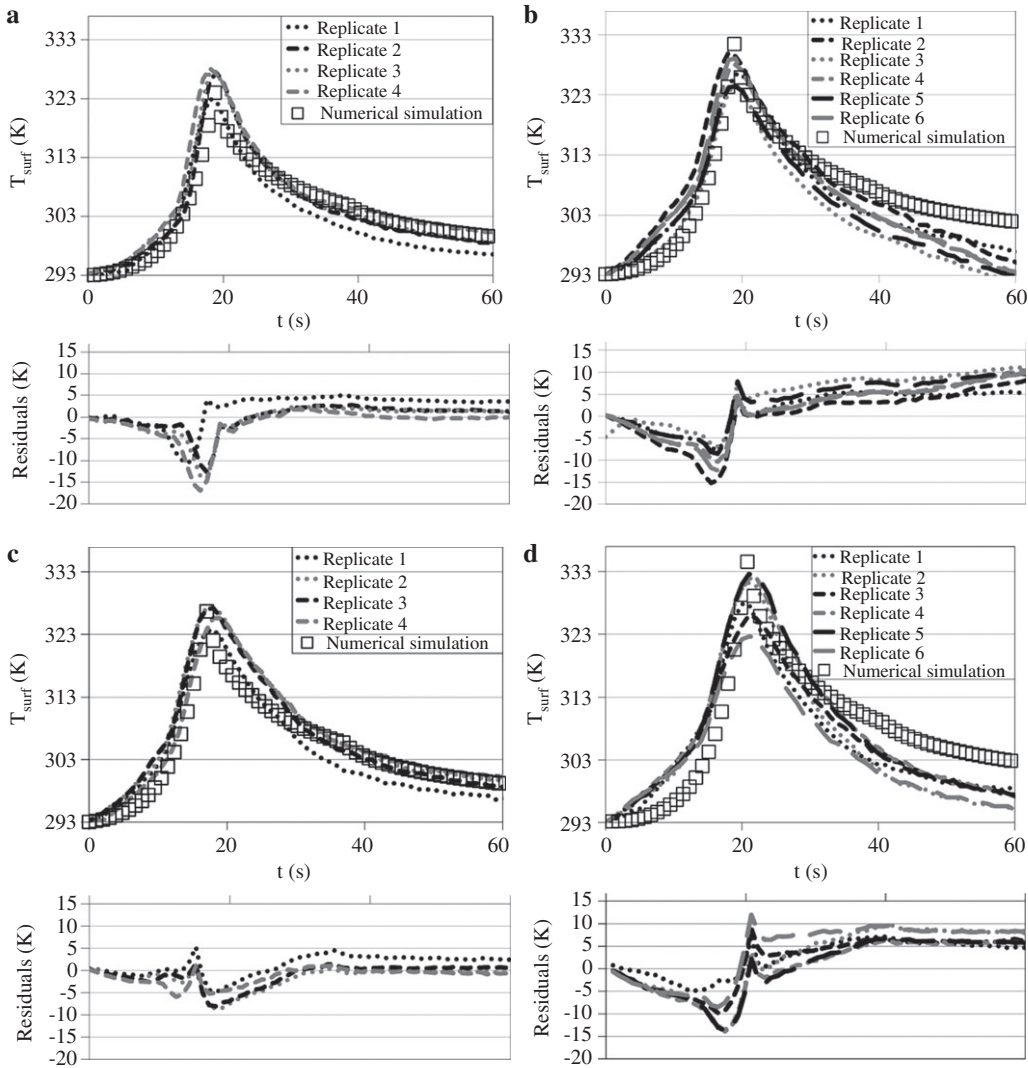 a
333
323
313
303
293
T_surf (K)
Replicate 1
Replicate 2
Replicate 3
Replicate 4
Numerical simulation
0
20
40
60
t (s)
15
10
5
0
-5
-10
-15
-20
Residuals (K)
b
333
323
313
303
293
T_surf (K)
Replicate 1
Replicate 2
Replicate 3
Replicate 4
Replicate 5
Replicate 6
Numerical simulation
0
20
40
60
t (s)
15
10
5
0
-5
-10
-15
-20
Residuals (K)
c
333
323
313
303
293
T_surf (K)
Replicate 1
Replicate 2
Replicate 3
Replicate 4
Numerical simulation
0
20
40
60
t (s)
15
10
5
0
-5
-10
-15
-20
Residuals (K)
d
333
323
313
303
293
T_surf (K)
Replicate 1
Replicate 2
Replicate 3
Replicate 4
Replicate 5
Replicate 6
Numerical simulation
0
20
40
60
t (s)
15
10
5
0
-5
-10
-15
-20
Residuals (K)